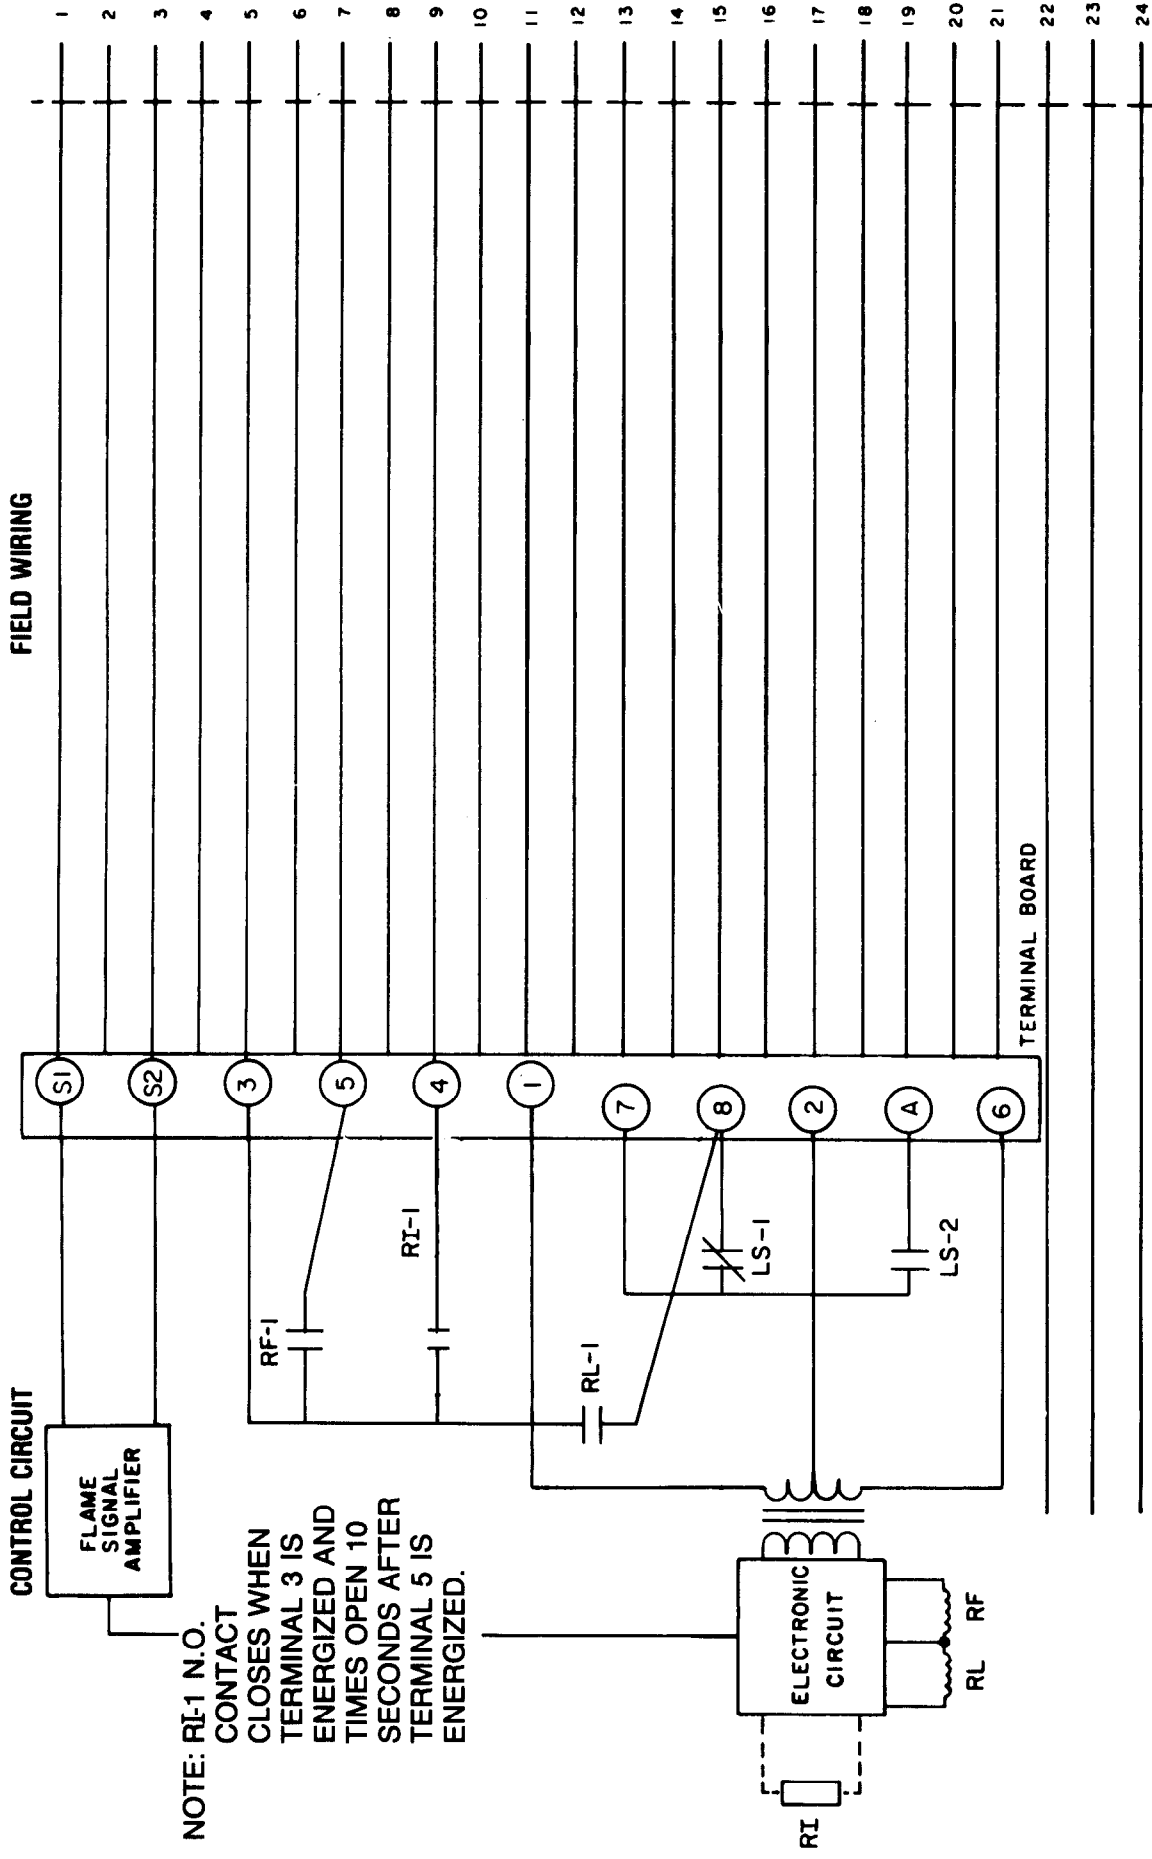 CONTROL CIRCUIT
FIELD WIRING
FLAME
SIGNAL
AMPLIFIER
NOTE: RI-1 N.O.
CONTACT
CLOSES WHEN
TERMINAL 3 IS
ENERGIZED AND
TIMES OPEN 10
SECONDS AFTER
TERMINAL 5 IS
ENERGIZED.
RF-1
RI-1
RL-1
LS-1
LS-2
S1
S2
3
5
4
1
7
8
2
A
6
TERMINAL BOARD
ELECTRONIC
CIRCUIT
RI
RL
RF
1
2
3
4
5
6
7
8
9
10
11
12
13
14
15
16
17
18
19
20
21
22
23
24